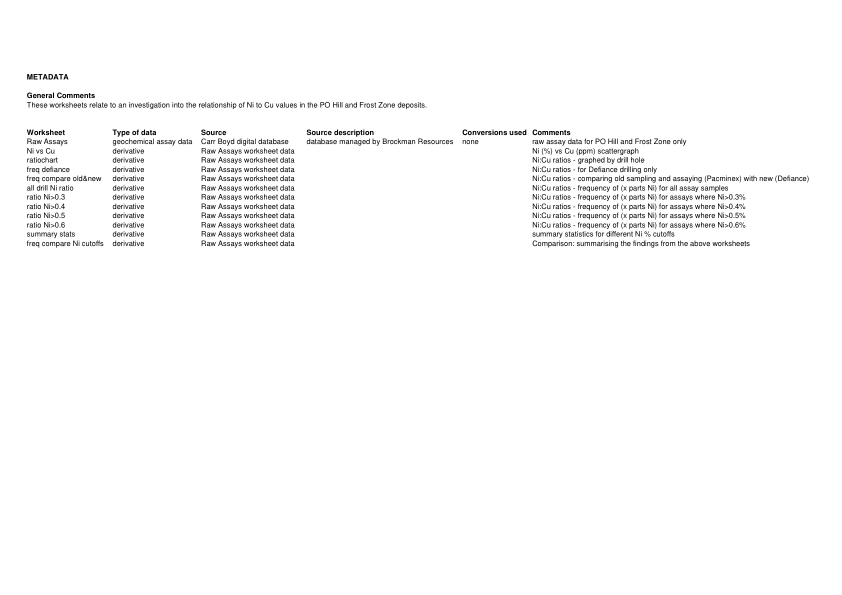 METADATA
General Comments
These worksheets relate to an investigation into the relationship of Ni to Cu values in the PO Hill and Frost Zone deposits.
Worksheet Type of data Source Source description Conversions used Comments
Raw Assays geochemical assay data Carr Boyd digital database database managed by Brockman Resources none raw assay data for PO Hill and Frost Zone only
Ni vs Cu derivative Raw Assays worksheet data Ni (%) vs Cu (ppm) scattergraph
ratiochart derivative Raw Assays worksheet data Ni:Cu ratios - graphed by drill hole
freq defiance derivative Raw Assays worksheet data Ni:Cu ratios - for Defiance drilling only
freq compare old&new derivative Raw Assays worksheet data Ni:Cu ratios - comparing old sampling and assaying (Pacminex) with new (Defiance)
all drill Ni ratio derivative Raw Assays worksheet data Ni:Cu ratios - frequency of (x parts Ni) for all assay samples
ratio Ni>0.3 derivative Raw Assays worksheet data Ni:Cu ratios - frequency of (x parts Ni) for assays where Ni>0.3%
ratio Ni>0.4 derivative Raw Assays worksheet data Ni:Cu ratios - frequency of (x parts Ni) for assays where Ni>0.4%
ratio Ni>0.5 derivative Raw Assays worksheet data Ni:Cu ratios - frequency of (x parts Ni) for assays where Ni>0.5%
ratio Ni>0.6 derivative Raw Assays worksheet data Ni:Cu ratios - frequency of (x parts Ni) for assays where Ni>0.6%
summary stats derivative Raw Assays worksheet data summary statistics for different Ni % cutoffs
freq compare Ni cutoffs derivative Raw Assays worksheet data Comparison: summarising the findings from the above worksheets